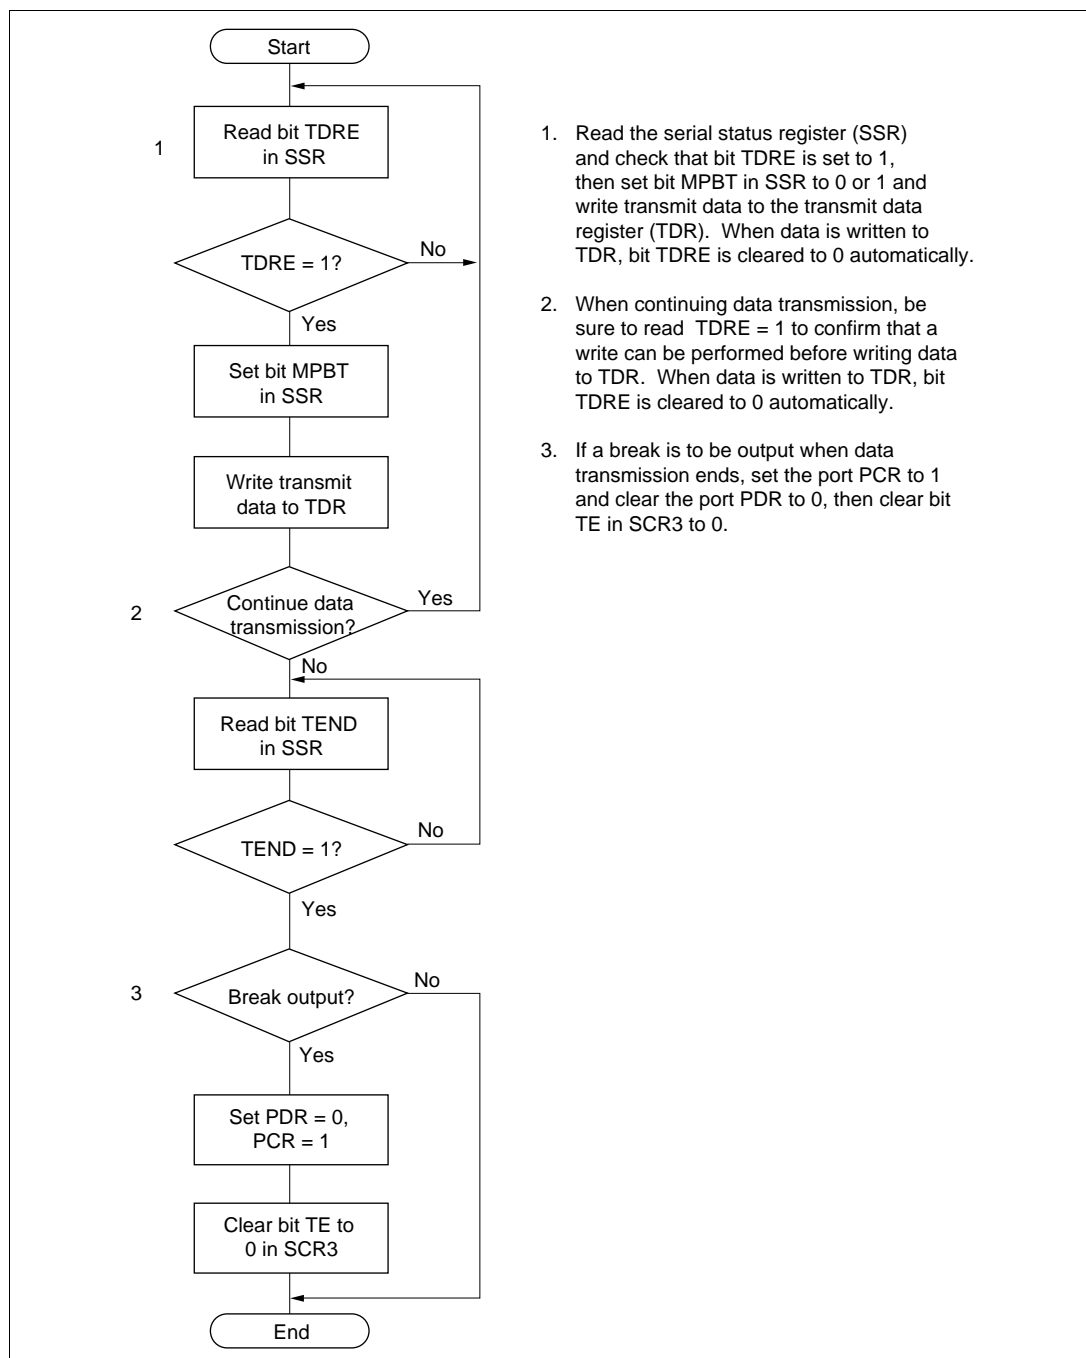 Start
1
Read bit TDRE
in SSR
TDRE = 1?
No
Yes
Set bit MPBT
in SSR
Write transmit
data to TDR
2
Continue data
transmission?
Yes
No
Read bit TEND
in SSR
TEND = 1?
No
Yes
3
Break output?
No
Yes
Set PDR = 0,
PCR = 1
Clear bit TE to
0 in SCR3
End
1. Read the serial status register (SSR)
and check that bit TDRE is set to 1,
then set bit MPBT in SSR to 0 or 1 and
write transmit data to the transmit data
register (TDR). When data is written to
TDR, bit TDRE is cleared to 0 automatically.
2. When continuing data transmission, be
sure to read TDRE = 1 to confirm that a
write can be performed before writing data
to TDR. When data is written to TDR, bit
TDRE is cleared to 0 automatically.
3. If a break is to be output when data
transmission ends, set the port PCR to 1
and clear the port PDR to 0, then clear bit
TE in SCR3 to 0.